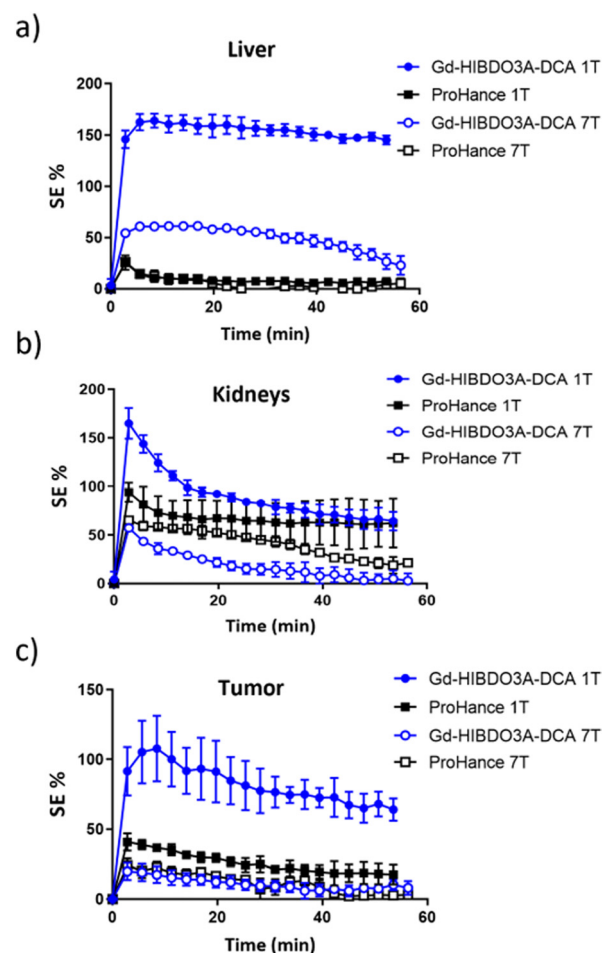 a)
Liver
Gd-HIBDO3A-DCA 1T
ProHance 1T
Gd-HIBDO3A-DCA 7T
ProHance 7T
SE %
200
150
100
50
0
0 20 40 60
Time (min)
b)
Kidneys
Gd-HIBDO3A-DCA 1T
ProHance 1T
Gd-HIBDO3A-DCA 7T
ProHance 7T
SE %
200
150
100
50
0
0 20 40 60
Time (min)
c)
Tumor
Gd-HIBDO3A-DCA 1T
ProHance 1T
Gd-HIBDO3A-DCA 7T
ProHance 7T
SE %
150
100
50
0
0 20 40 60
Time (min)